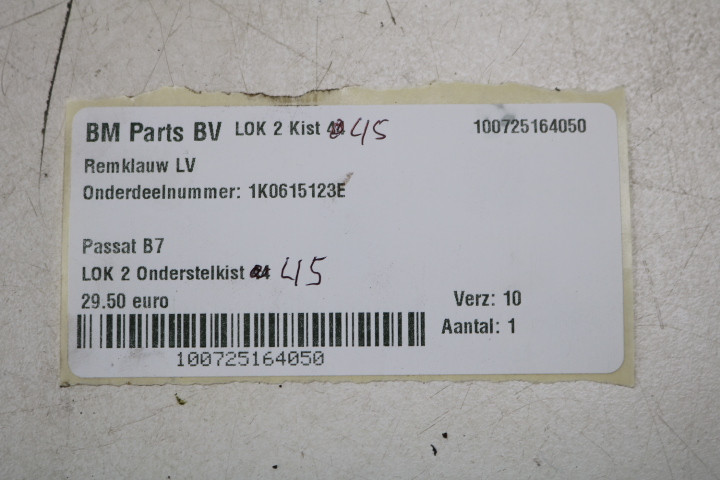 BM Parts BV LOK 2 Kist 45 100725164050
Remklauw LV
Onderdeelnummer: 1K0615123E
Passat B7
LOK 2 Onderstelkist 45
29.50 euro Verz: 10
Aantal: 1
100725164050